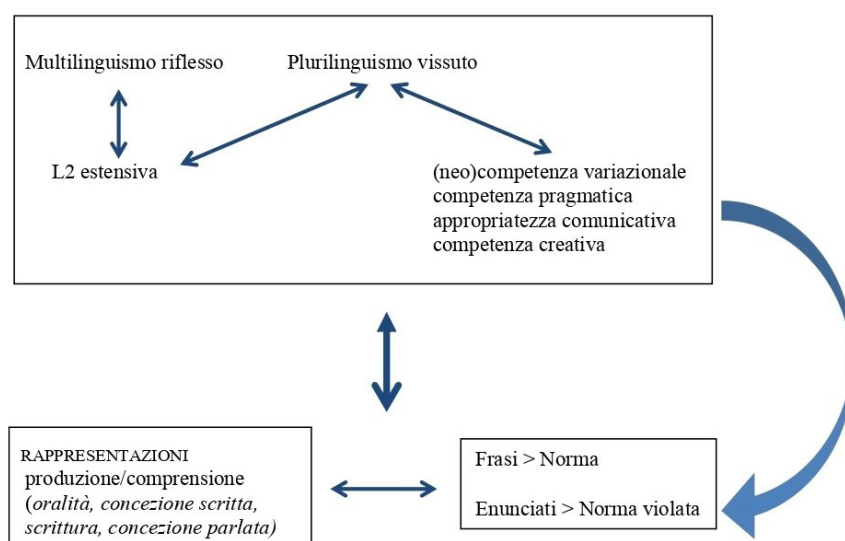 Multilinguismo riflesso
Plurilinguismo vissuto
L2 estensiva
(neo)competenza variazionale
competenza pragmatica
appropriatezza comunicativa
competenza creativa
RAPPRESENTAZIONI
produzione/comprensione
(oralità, concezione scritta,
scrittura, concezione parlata)
Frasi > Norma
Enunciati > Norma violata